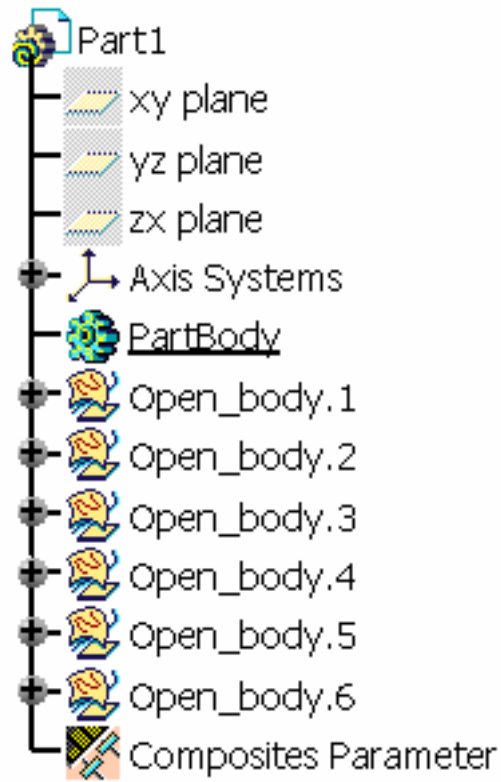 Part1
xy plane
yz plane
zx plane
Axis Systems
PartBody
Open_body.1
Open_body.2
Open_body.3
Open_body.4
Open_body.5
Open_body.6
Composites Parameter